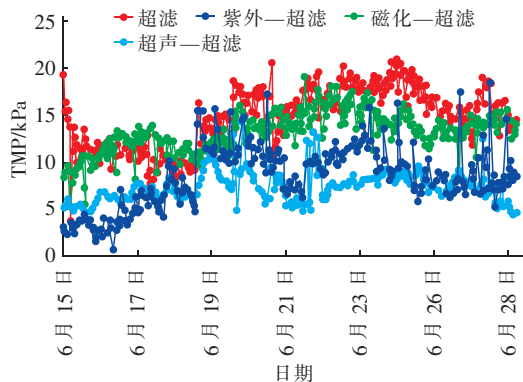 超滤 紫外—超滤 磁化—超滤
超声—超滤
TMP/kPa
25
20
15
10
5
0
6月15日
6月17日
6月19日
6月21日
6月23日
6月26日
6月28日
日期